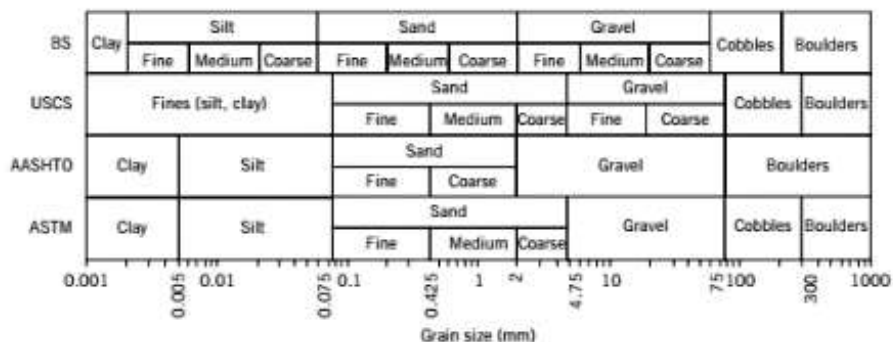 Silt Sand Gravel
BS Clay Cobbles Boulders
Fine Medium Coarse Fine Medium Coarse Fine Medium Coarse
Sand Gravel
USCS Fines (silt, clay) Cobbles Boulders
Fine Medium Coarse Fine Coarse
Sand
AASHTO Clay Silt Gravel Boulders
Fine Coarse
Sand
ASTM Clay Silt Gravel Cobbles Boulders
Fine Medium Coarse
0.001 0.005 0.01 0.075 0.1 0.425 1 2 4.75 10 75 100 300 1000
Grain size (mm)